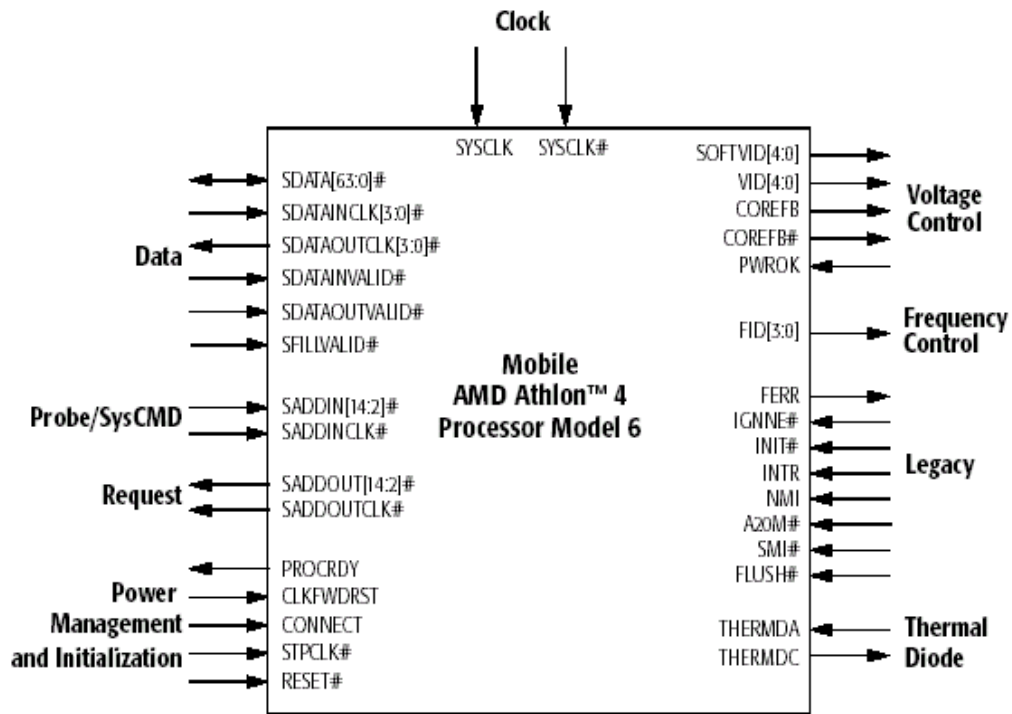 Clock
SYSCLK SYSCLK#
Data
SDATA[63:0]#
SDATAINCLK[3:0]#
SDATAOUTCLK[3:0]#
SDATAINVALID#
SDATAOUTVALID#
SFILLVALID#
Probe/SysCMD
SADDIN[14:2]#
SADDINCLK#
Request
SADDOUT[14:2]#
SADDOUTCLK#
Power
Management
and Initialization
PROCRDY
CLKFWDRST
CONNECT
STPCLK#
RESET#
Mobile
AMD Athlon™ 4
Processor Model 6
SOFTVID[4:0]
VID[4:0]
COREFB
COREFB#
PWROK
Voltage
Control
FID[3:0]
Frequency
Control
FERR
IGNNE#
INIT#
INTR
NMI
A20M#
SMI#
FLUSH#
Legacy
THERMDA
THERMDC
Thermal
Diode